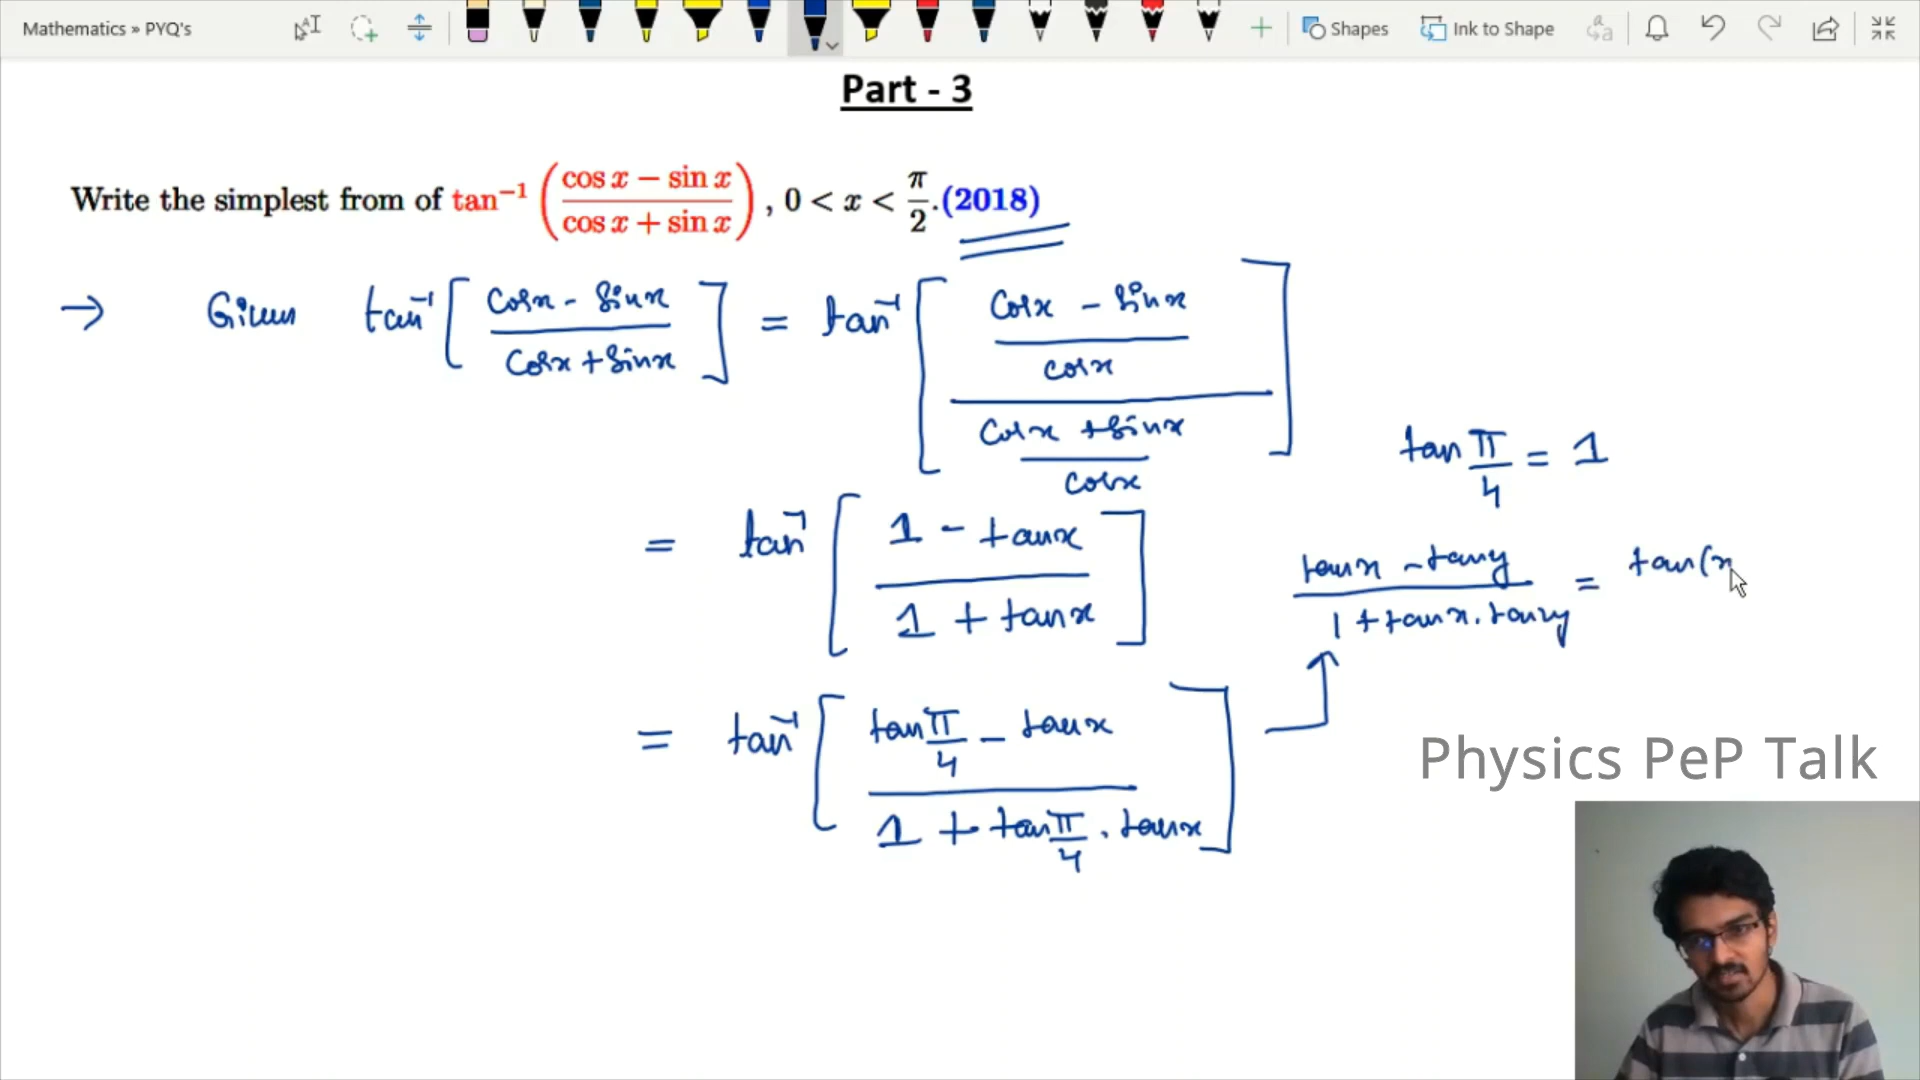 Mathematics » PYQ's
Shapes
Ink to Shape
Part - 3
Write the simplest from of tan⁻¹ ((cos x − sin x)/(cos x + sin x)), 0 < x < π/2.(2018)
→ Given tan⁻¹[(cosx - sinx)/(cosx + sinx)] = tan⁻¹[((cosx - sinx)/cosx)/((cosx + sinx)/cosx)]
tan π/4 = 1
= tan⁻¹[(1 - tanx)/(1 + tanx)]
(tanx - tany)/(1 + tanx.tany) = tan(x
= tan⁻¹[(tan π/4 - tanx)/(1 + tan π/4 . tanx)]
Physics PeP Talk